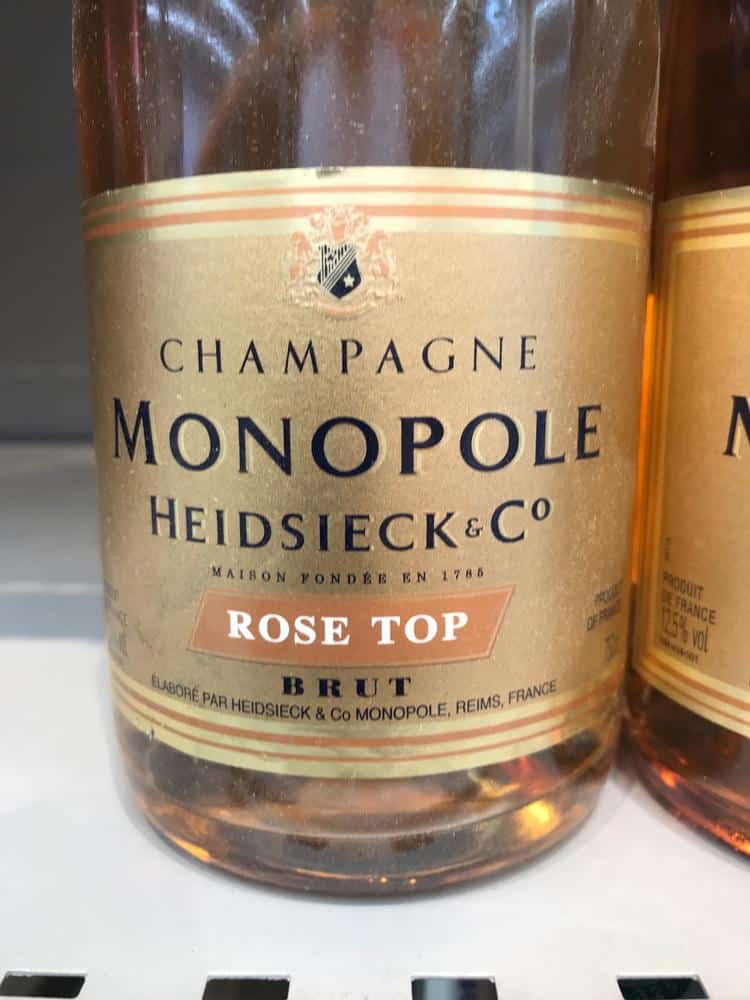 CHAMPAGNE
MONOPOLE
HEIDSIECK & Cº
MAISON FONDÉE EN 1785
ROSE TOP
BRUT
ÉLABORÉ PAR HEIDSIECK & Co MONOPOLE, REIMS, FRANCE
PRODUIT
DE FRANCE
12,5% vol